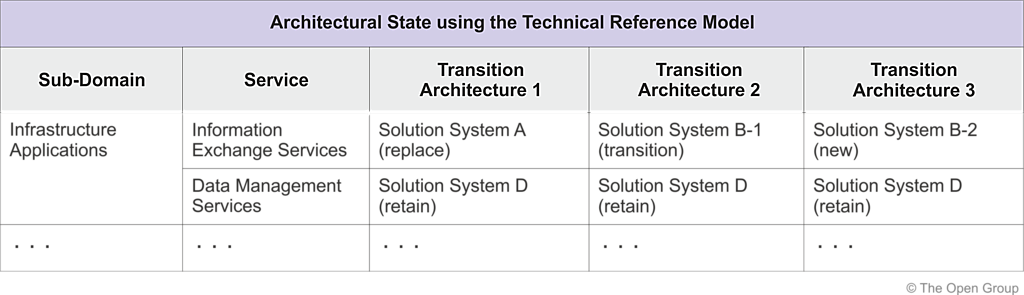 Architectural State using the Technical Reference Model
Sub-Domain
Service
Transition
Architecture 1
Transition
Architecture 2
Transition
Architecture 3
Infrastructure
Applications
Information
Exchange Services
Solution System A
(replace)
Solution System B-1
(transition)
Solution System B-2
(new)
Data Management
Services
Solution System D
(retain)
Solution System D
(retain)
Solution System D
(retain)
. . .
. . .
. . .
. . .
. . .
© The Open Group